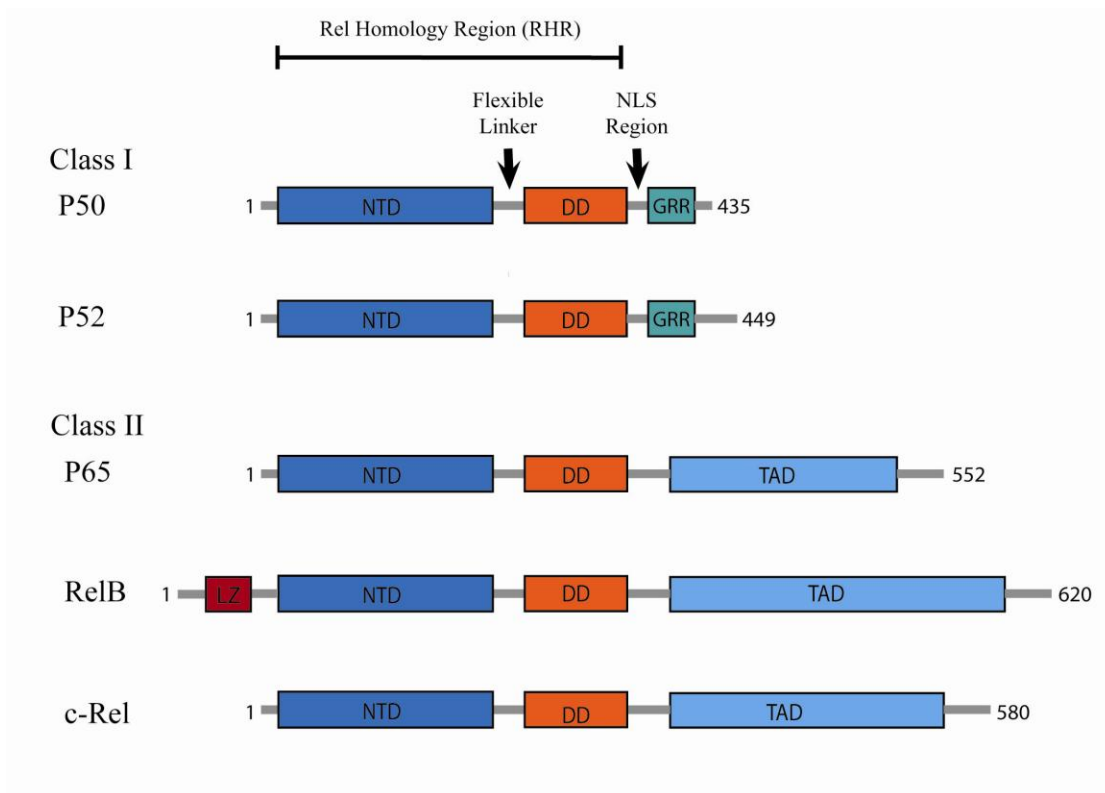 Rel Homology Region (RHR)
Flexible
Linker
NLS
Region
Class I
P50
1
NTD
DD
GRR
435
P52
1
NTD
DD
GRR
449
Class II
P65
1
NTD
DD
TAD
552
RelB
1
LZ
NTD
DD
TAD
620
c-Rel
1
NTD
DD
TAD
580